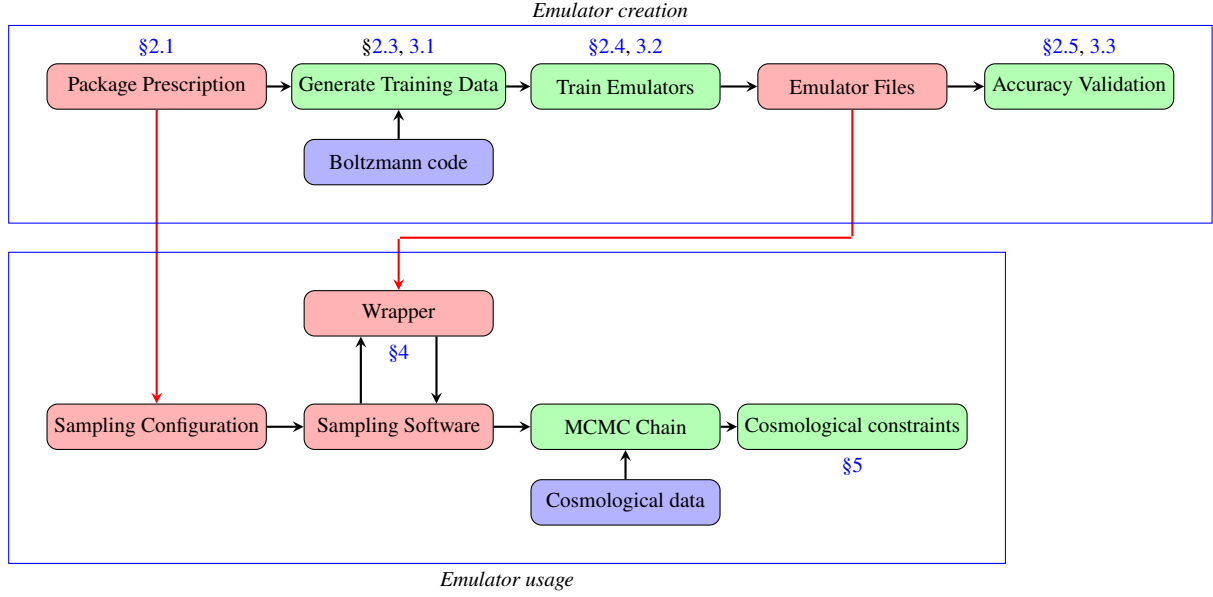 Emulator creation
§2.1
§2.3, 3.1
§2.4, 3.2
§2.5, 3.3
Package Prescription
Generate Training Data
Train Emulators
Emulator Files
Accuracy Validation
Boltzmann code
Wrapper
§4
Sampling Configuration
Sampling Software
MCMC Chain
Cosmological constraints
§5
Cosmological data
Emulator usage